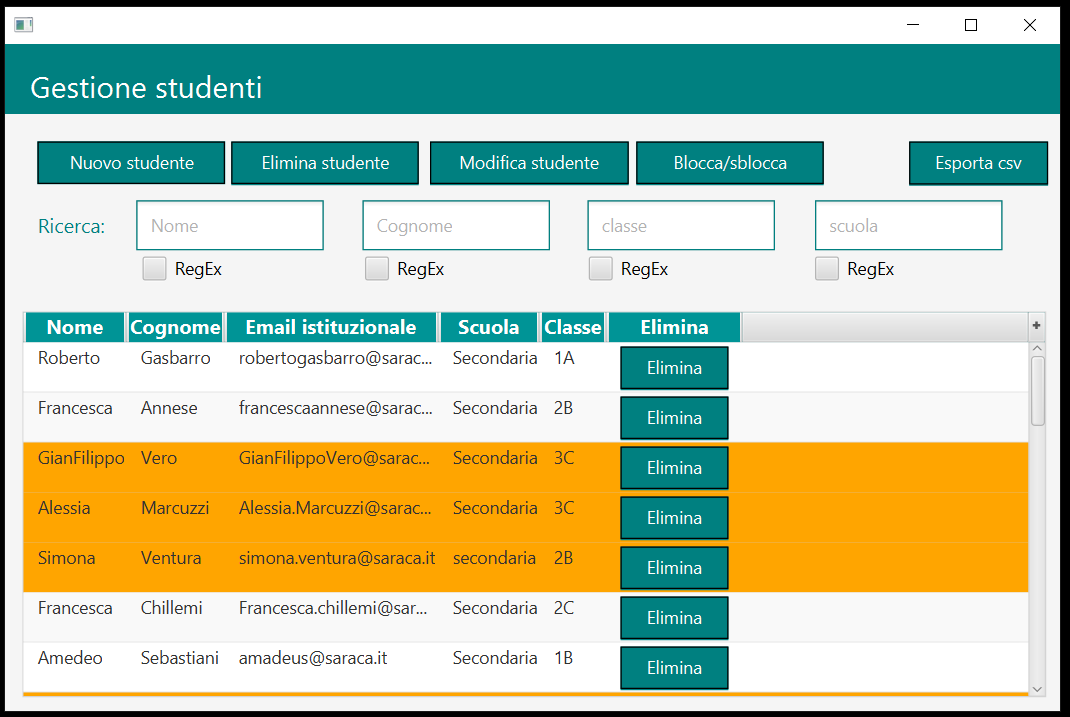 Gestione studenti
Nuovo studente Elimina studente Modifica studente Blocca/sblocca Esporta csv
Ricerca: Nome Cognome classe scuola
RegEx RegEx RegEx RegEx
Nome Cognome Email istituzionale Scuola Classe Elimina +
Roberto Gasbarro robertogasbarro@sarac... Secondaria 1A Elimina
Francesca Annese francescaannese@sarac... Secondaria 2B Elimina
GianFilippo Vero GianFilippoVero@sarac... Secondaria 3C Elimina
Alessia Marcuzzi Alessia.Marcuzzi@sarac... Secondaria 3C Elimina
Simona Ventura simona.ventura@saraca.it secondaria 2B Elimina
Francesca Chillemi Francesca.chillemi@sar... Secondaria 2C Elimina
Amedeo Sebastiani amadeus@saraca.it Secondaria 1B Elimina